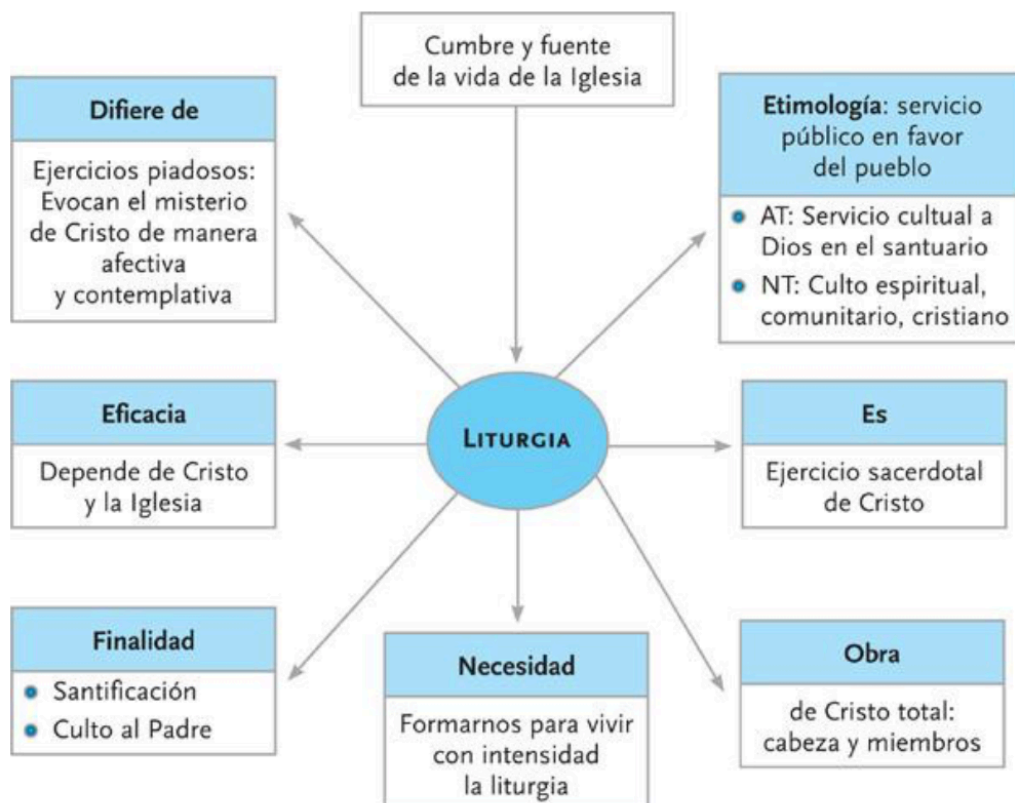 Cumbre y fuente
de la vida de la Iglesia
Difiere de
Ejercicios piadosos:
Evocan el misterio
de Cristo de manera
afectiva
y contemplativa
Etimología: servicio
público en favor
del pueblo
AT: Servicio cultual a
Dios en el santuario
NT: Culto espiritual,
comunitario, cristiano
Eficacia
Depende de Cristo
y la Iglesia
LITURGIA
Es
Ejercicio sacerdotal
de Cristo
Finalidad
Santificación
Culto al Padre
Necesidad
Formarnos para vivir
con intensidad
la liturgia
Obra
de Cristo total:
cabeza y miembros